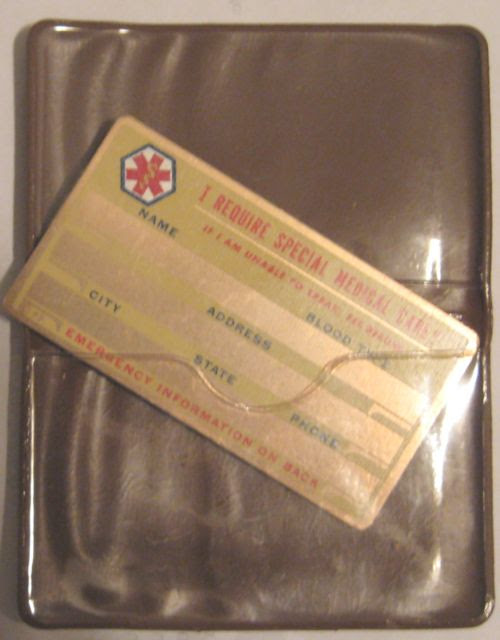 I REQUIRE SPECIAL MEDICAL CARE
IF I AM UNABLE TO SPEAK,
NAME
BLOOD TYPE
ADDRESS
CITY
STATE
PHONE
EMERGENCY INFORMATION ON BACK